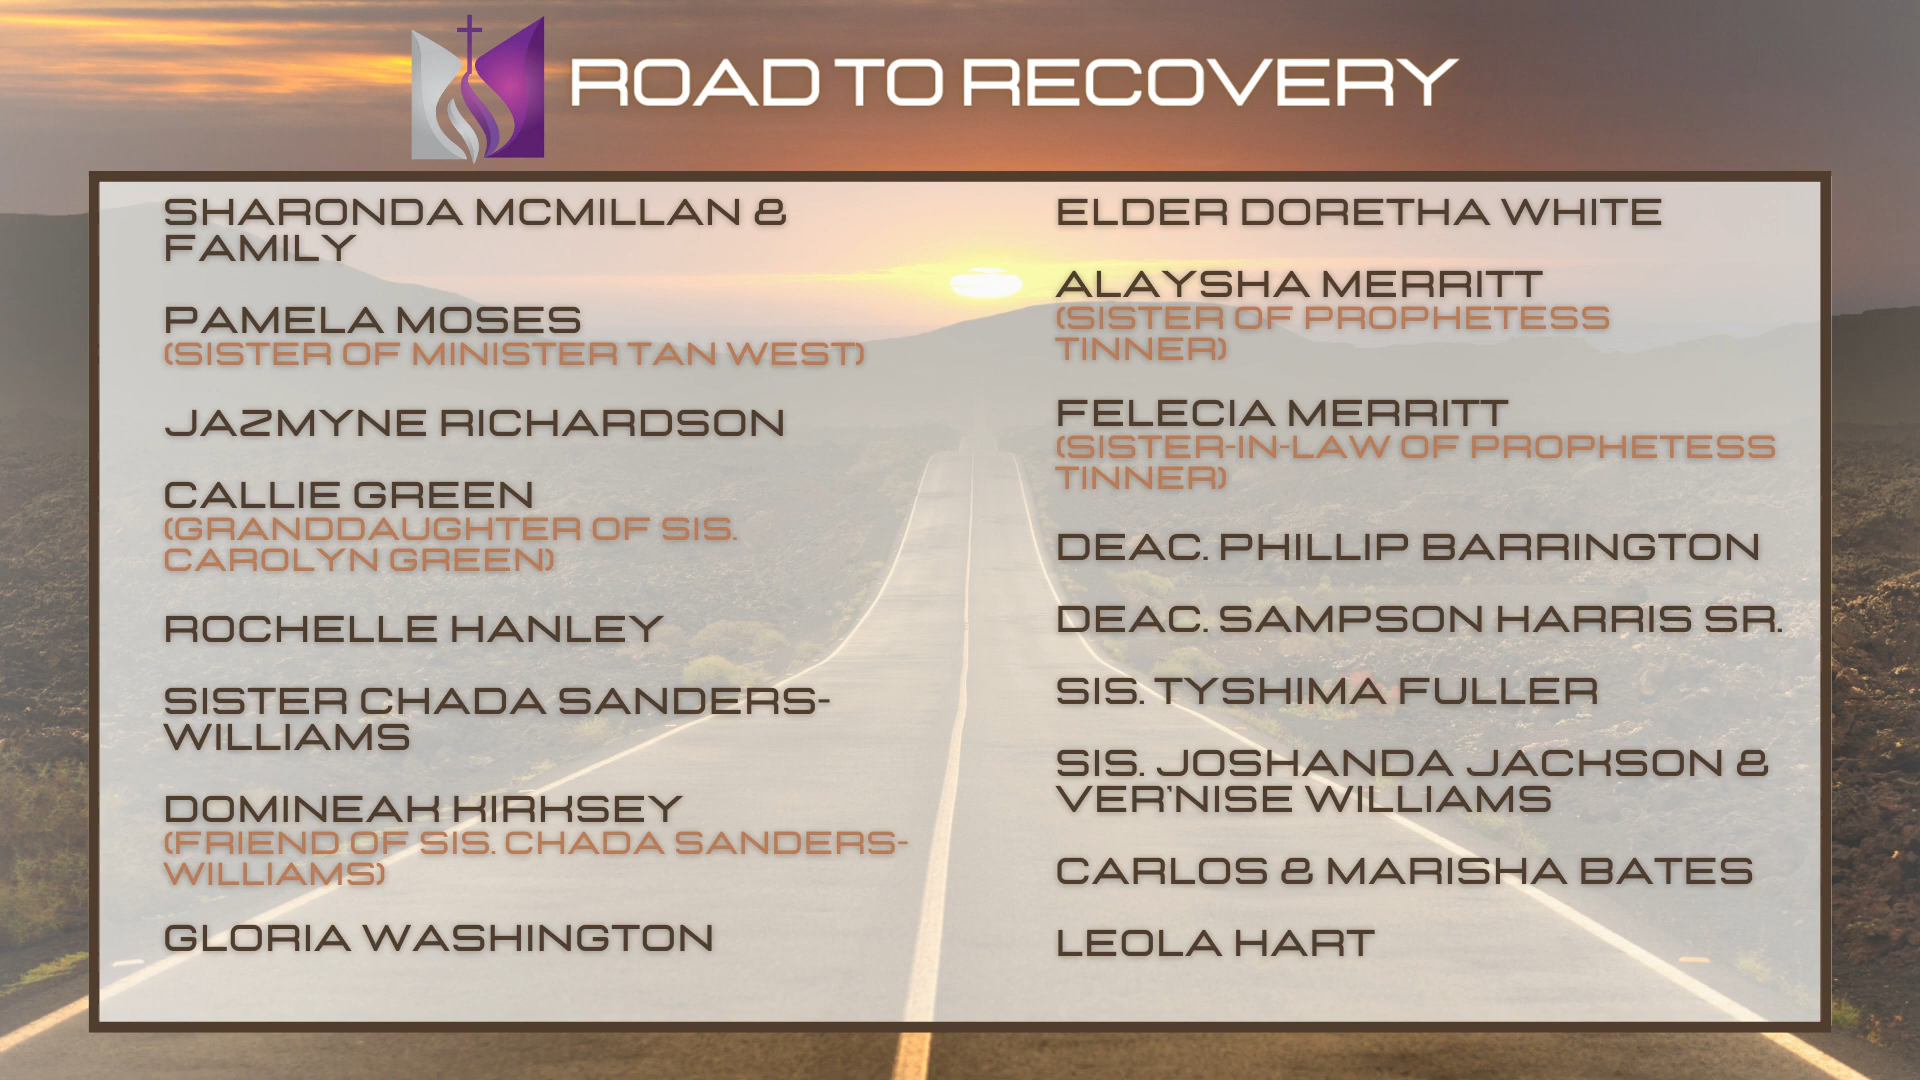 ROAD TO RECOVERY
SHARONDA MCMILLAN &
FAMILY
PAMELA MOSES
(SISTER OF MINISTER TAN WEST)
JAZMYNE RICHARDSON
CALLIE GREEN
(GRANDDAUGHTER OF SIS.
CAROLYN GREEN)
ROCHELLE HANLEY
SISTER CHADA SANDERS-
WILLIAMS
DOMINEAK KIRKSEY
(FRIEND OF SIS. CHADA SANDERS-
WILLIAMS)
GLORIA WASHINGTON
ELDER DORETHA WHITE
ALAYSHA MERRITT
(SISTER OF PROPHETESS
TINNER)
FELECIA MERRITT
(SISTER-IN-LAW OF PROPHETESS
TINNER)
DEAC. PHILLIP BARRINGTON
DEAC. SAMPSON HARRIS SR.
SIS. TYSHIMA FULLER
SIS. JOSHANDA JACKSON &
VER'NISE WILLIAMS
CARLOS & MARISHA BATES
LEOLA HART